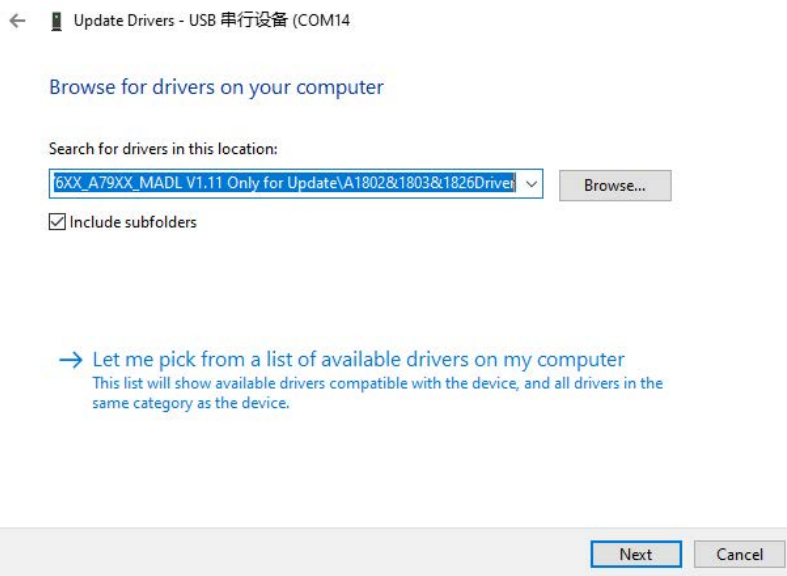 Update Drivers - USB 串行设备 (COM14
Browse for drivers on your computer
Search for drivers in this location:
6XX_A79XX_MADL V1.11 Only for Update\A1802&1803&1826Driver
Browse...
Include subfolders
Let me pick from a list of available drivers on my computer
This list will show available drivers compatible with the device, and all drivers in the
same category as the device.
Next
Cancel